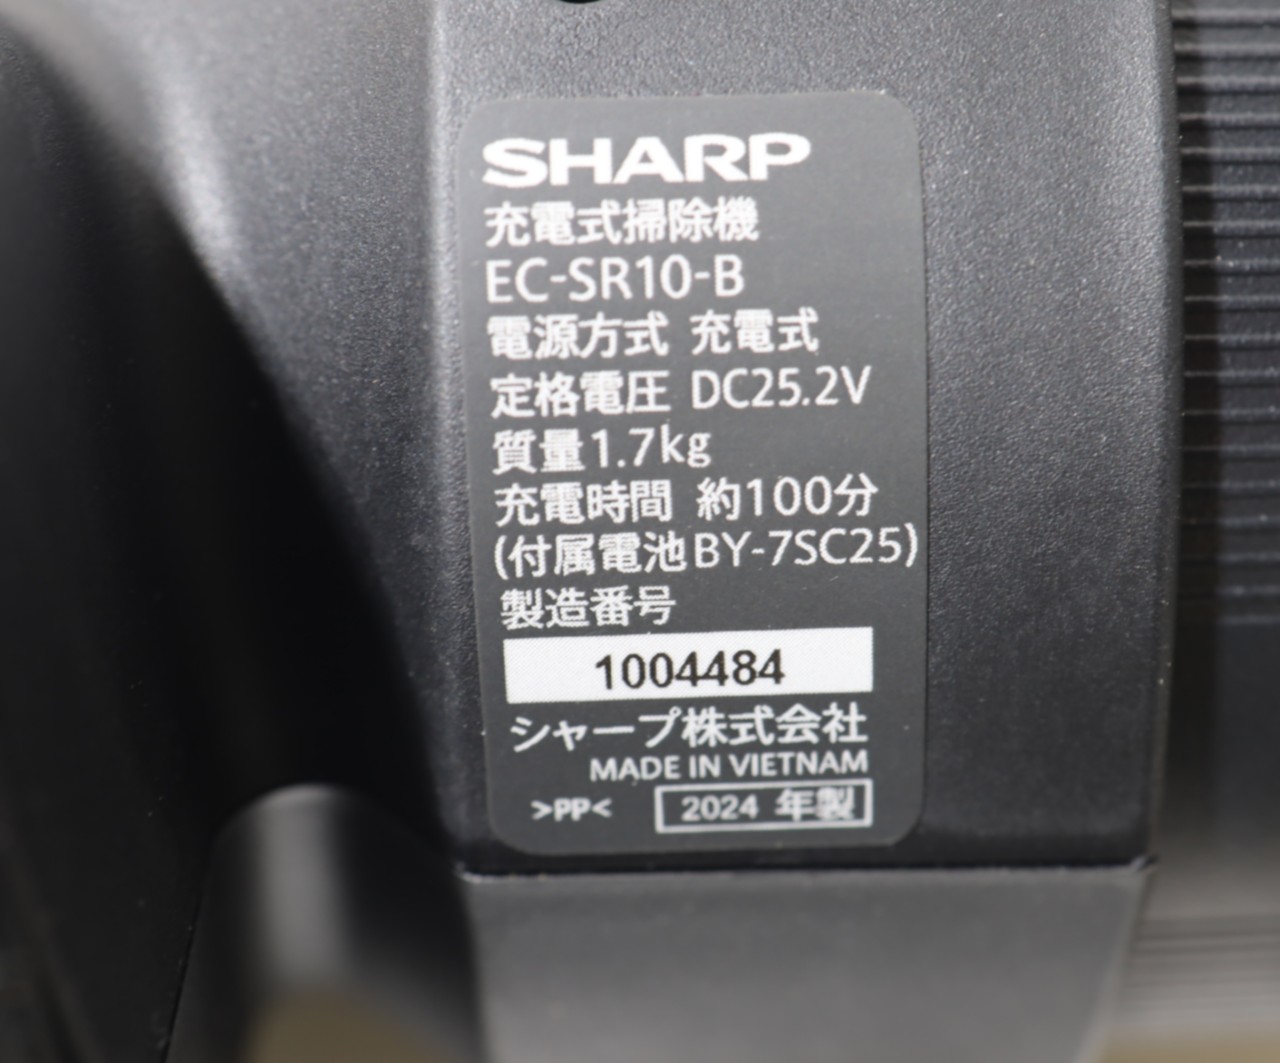 SHARP
充電式掃除機
EC-SR10-B
電源方式 充電式
定格電圧 DC25.2V
質量1.7kg
充電時間 約100分
(付属電池BY-7SC25)
製造番号
1004484
シャープ株式会社
MADE IN VIETNAM
>PP< 2024 年製